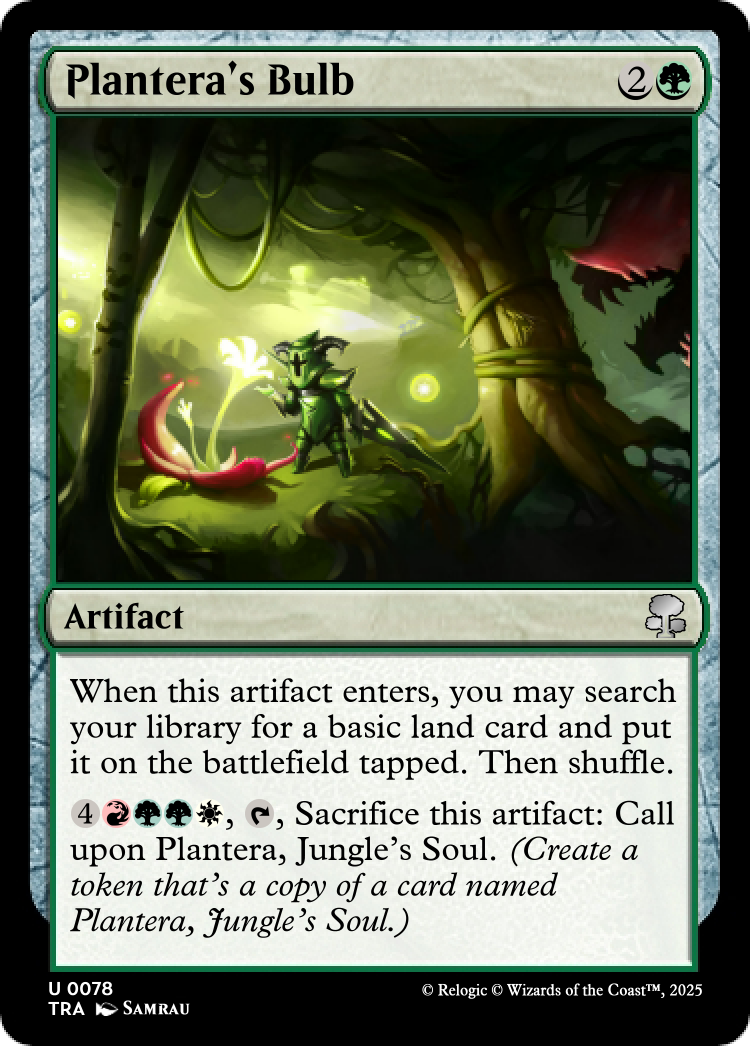 Plantera's Bulb 2
Artifact
When this artifact enters, you may search
your library for a basic land card and put
it on the battlefield tapped. Then shuffle.
4, , Sacrifice this artifact: Call
upon Plantera, Jungle's Soul. (Create a
token that's a copy of a card named
Plantera, Jungle's Soul.)
U 0078
TRA SAMRAU
© Relogic © Wizards of the Coast™, 2025